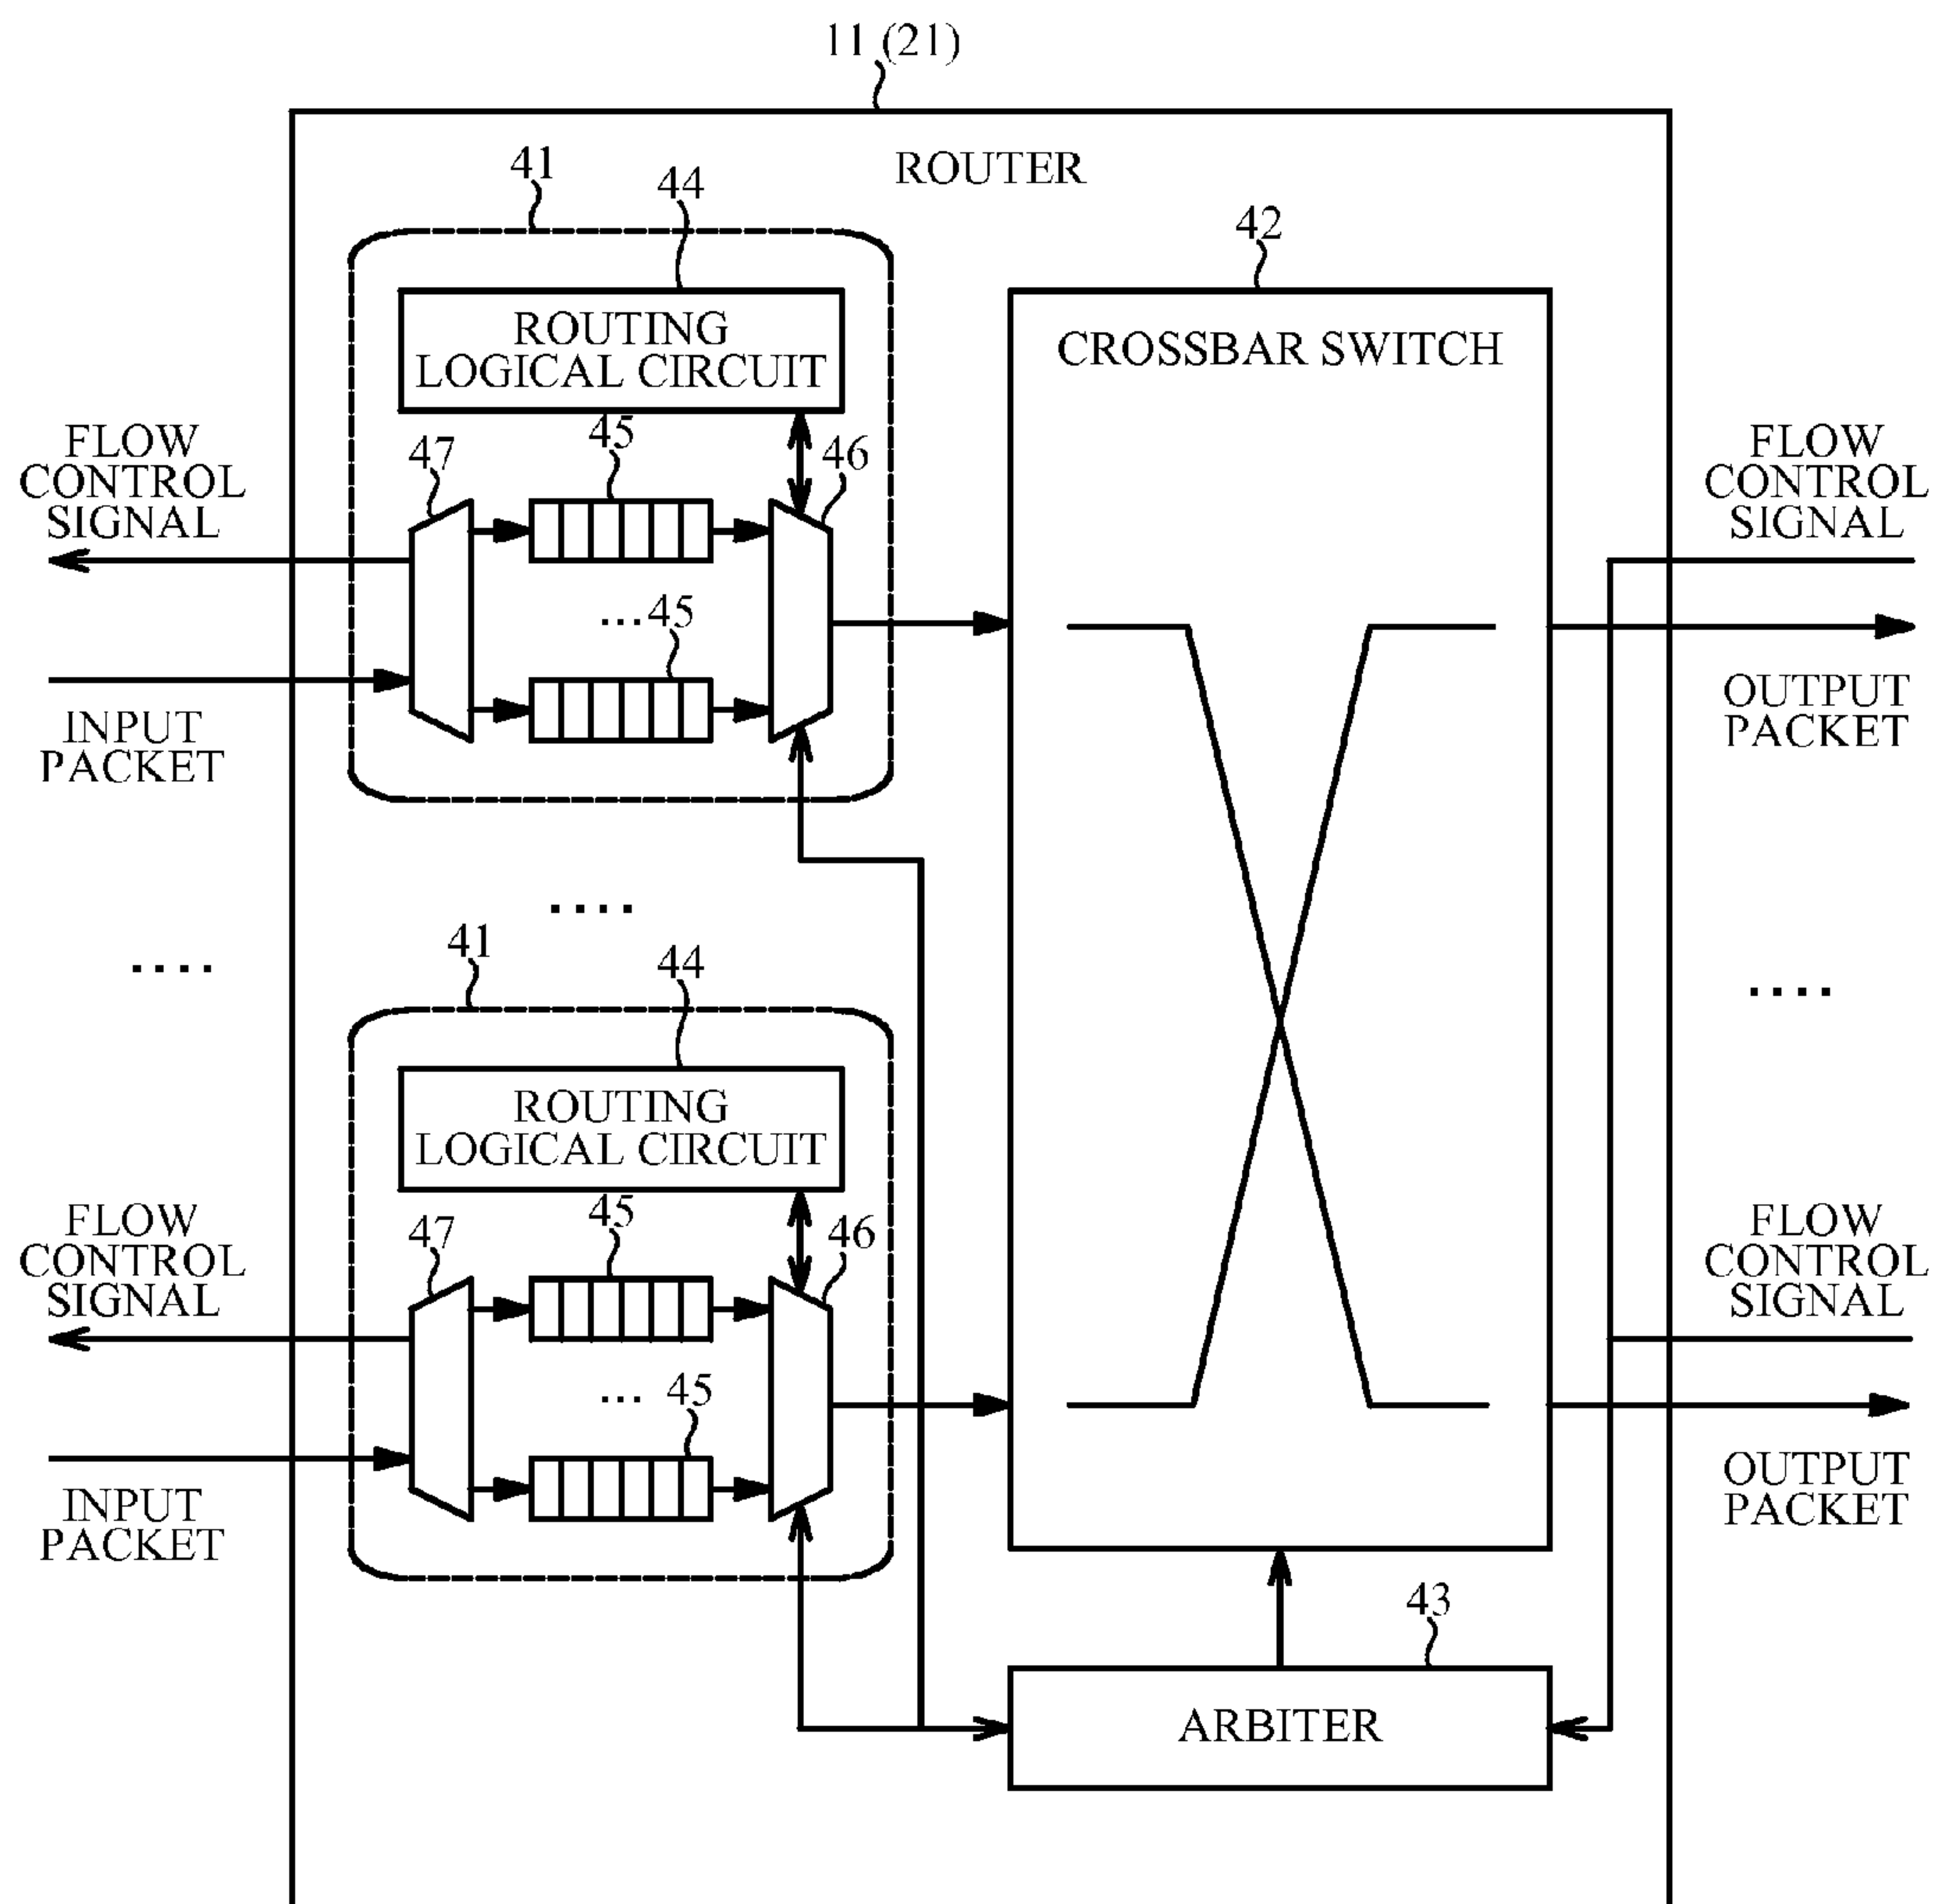 11 (21)
ROUTER
41
44
42
ROUTING
LOGICAL CIRCUIT
CROSSBAR SWITCH
FLOW
CONTROL
SIGNAL
47
45
46
...45
INPUT
PACKET
FLOW
CONTROL
SIGNAL
OUTPUT
PACKET
....
....
....
41
44
ROUTING
LOGICAL CIRCUIT
FLOW
CONTROL
SIGNAL
47
45
46
... 45
INPUT
PACKET
FLOW
CONTROL
SIGNAL
OUTPUT
PACKET
43
ARBITER